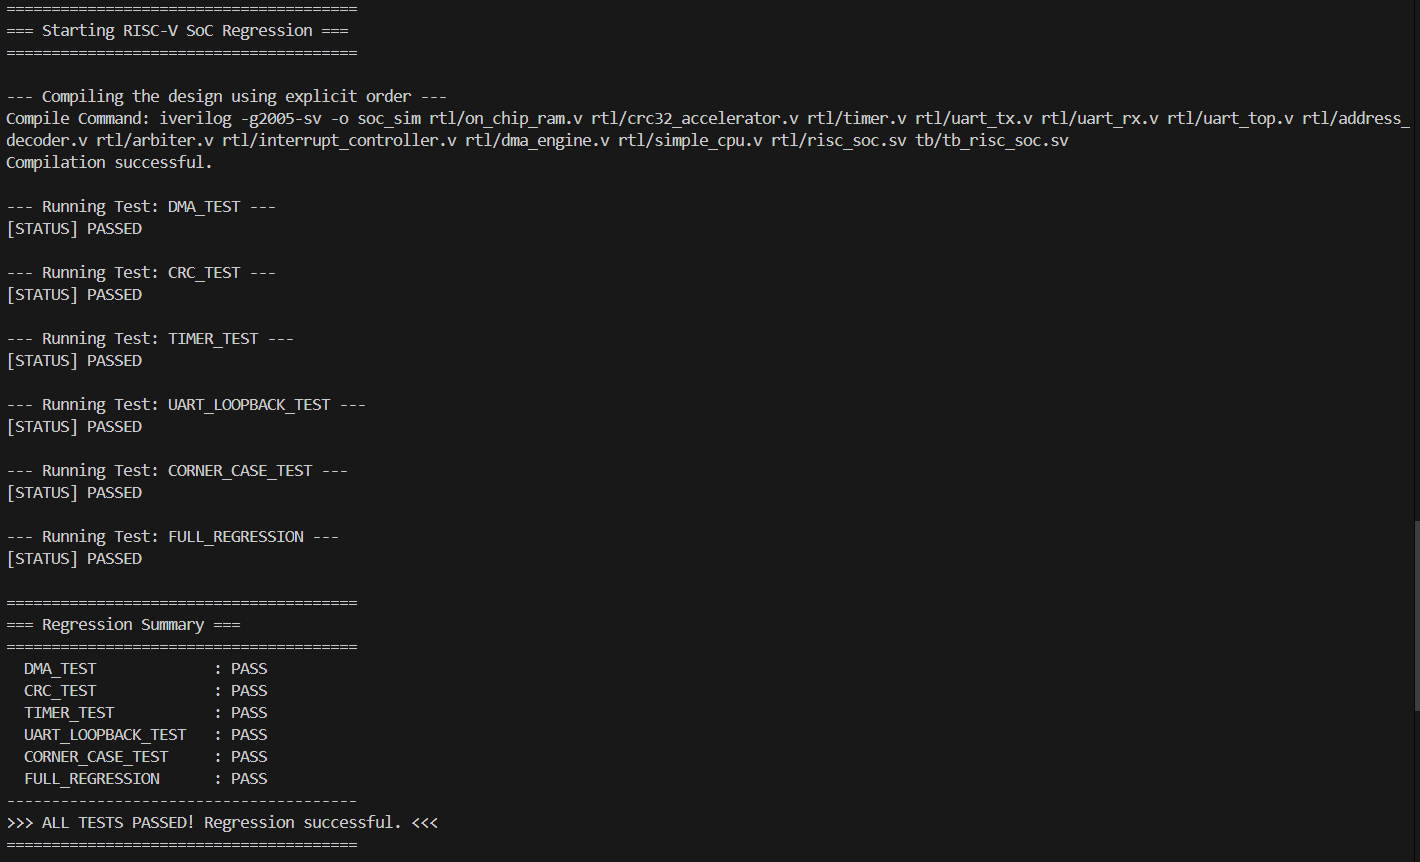 =======================================
=== Starting RISC-V SoC Regression ===
=======================================
--- Compiling the design using explicit order ---
Compile Command: iverilog -g2005-sv -o soc_sim rtl/on_chip_ram.v rtl/crc32_accelerator.v rtl/timer.v rtl/uart_tx.v rtl/uart_rx.v rtl/uart_top.v rtl/address_
decoder.v rtl/arbiter.v rtl/interrupt_controller.v rtl/dma_engine.v rtl/simple_cpu.v rtl/risc_soc.sv tb/tb_risc_soc.sv
Compilation successful.
--- Running Test: DMA_TEST ---
[STATUS] PASSED
--- Running Test: CRC_TEST ---
[STATUS] PASSED
--- Running Test: TIMER_TEST ---
[STATUS] PASSED
--- Running Test: UART_LOOPBACK_TEST ---
[STATUS] PASSED
--- Running Test: CORNER_CASE_TEST ---
[STATUS] PASSED
--- Running Test: FULL_REGRESSION ---
[STATUS] PASSED
=======================================
=== Regression Summary ===
=======================================
  DMA_TEST             : PASS
  CRC_TEST             : PASS
  TIMER_TEST           : PASS
  UART_LOOPBACK_TEST   : PASS
  CORNER_CASE_TEST     : PASS
  FULL_REGRESSION      : PASS
---------------------------------------
>>> ALL TESTS PASSED! Regression successful. <<<
=======================================